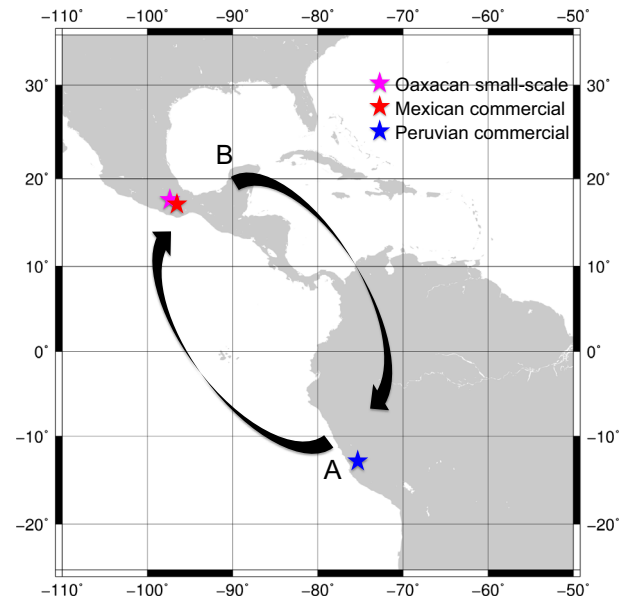 −110˚ −100˚ −90˚ −80˚ −70˚ −60˚ −50˚
30˚ 30˚
Oaxacan small-scale
Mexican commercial
Peruvian commercial
B
20˚ 20˚
10˚ 10˚
0˚ 0˚
−10˚ −10˚
A
−20˚ −20˚
−110˚ −100˚ −90˚ −80˚ −70˚ −60˚ −50˚